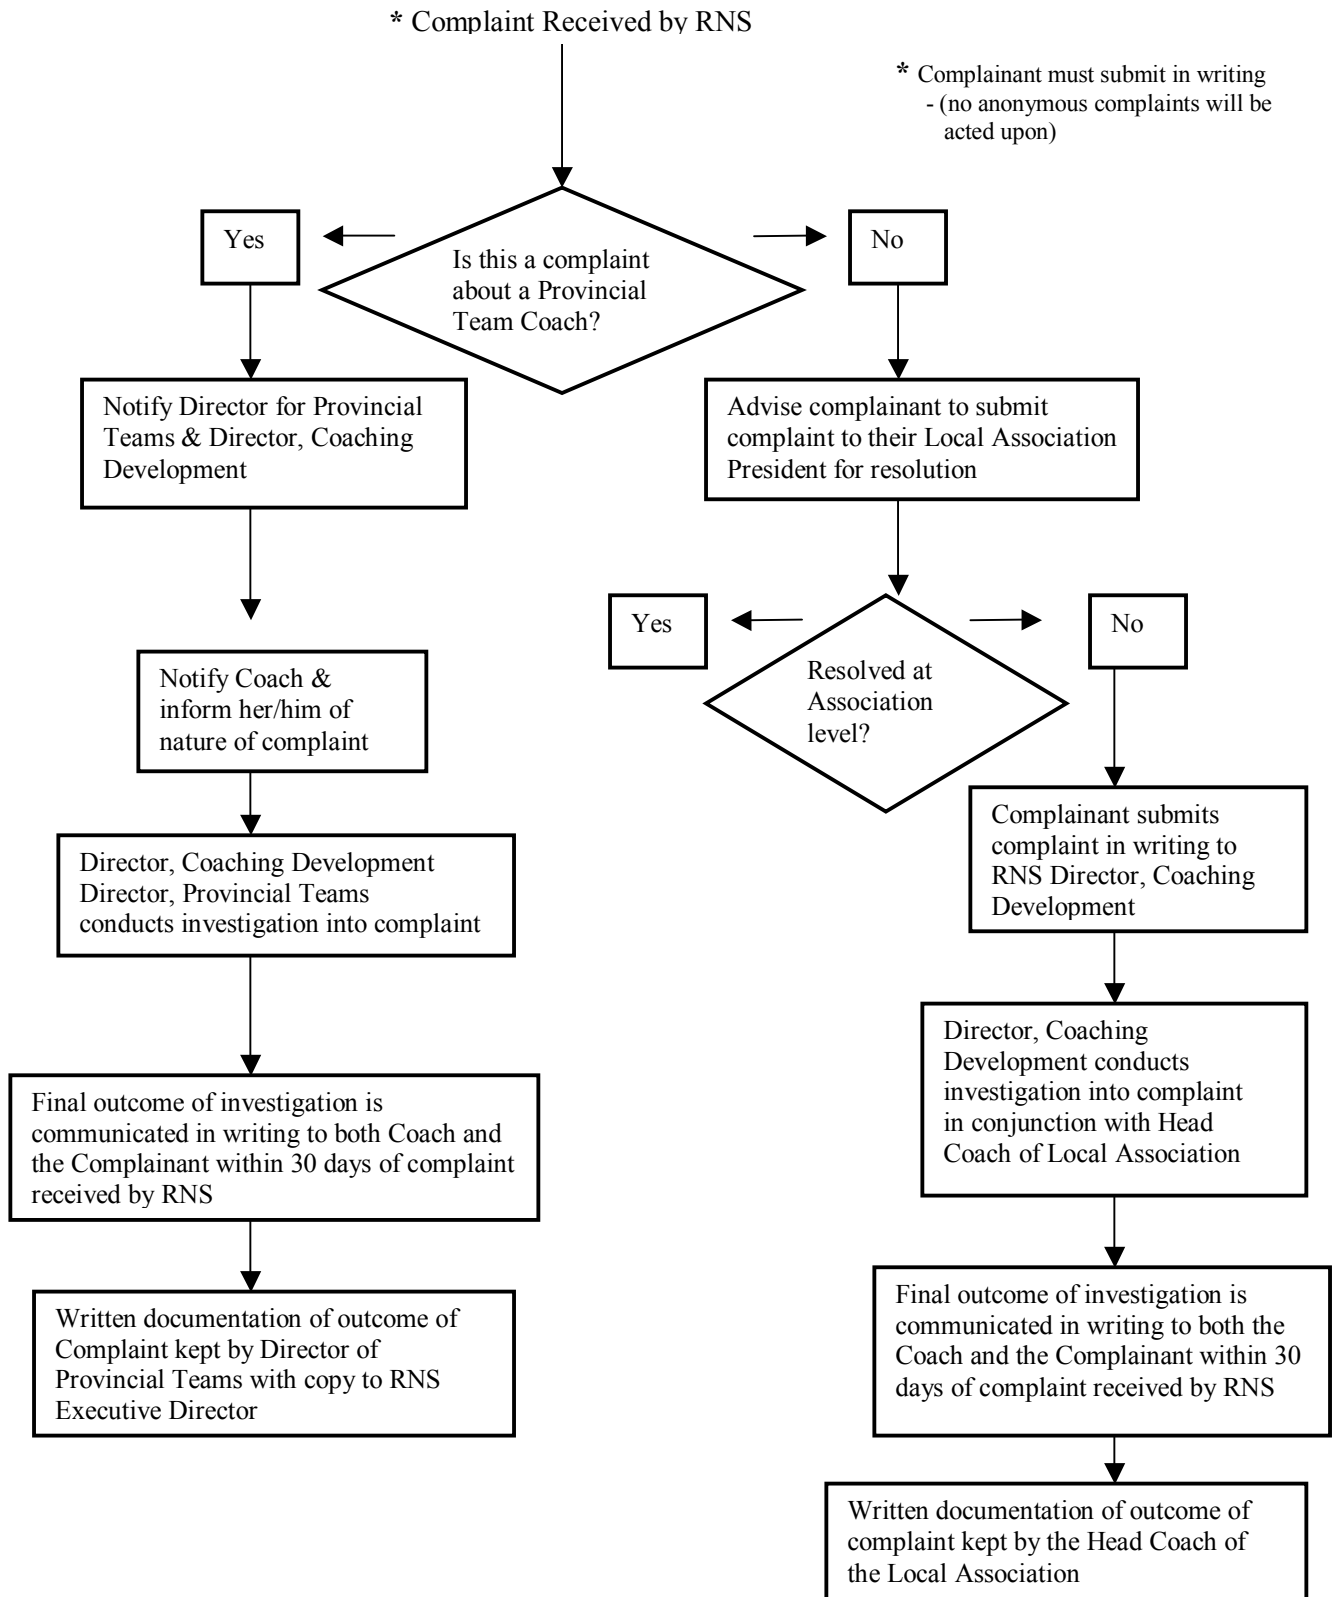 * Complaint Received by RNS
* Complainant must submit in writing
- (no anonymous complaints will be
acted upon)
Yes
No
Is this a complaint
about a Provincial
Team Coach?
Notify Director for Provincial
Teams & Director, Coaching
Development
Advise complainant to submit
complaint to their Local Association
President for resolution
Yes
No
Resolved at
Association
level?
Notify Coach &
inform her/him of
nature of complaint
Complainant submits
complaint in writing to
RNS Director, Coaching
Development
Director, Coaching Development
Director, Provincial Teams
conducts investigation into complaint
Director, Coaching
Development conducts
investigation into complaint
in conjunction with Head
Coach of Local Association
Final outcome of investigation is
communicated in writing to both Coach and
the Complainant within 30 days of complaint
received by RNS
Final outcome of investigation is
communicated in writing to both the
Coach and the Complainant within 30
days of complaint received by RNS
Written documentation of outcome of
Complaint kept by Director of
Provincial Teams with copy to RNS
Executive Director
Written documentation of outcome of
complaint kept by the Head Coach of
the Local Association